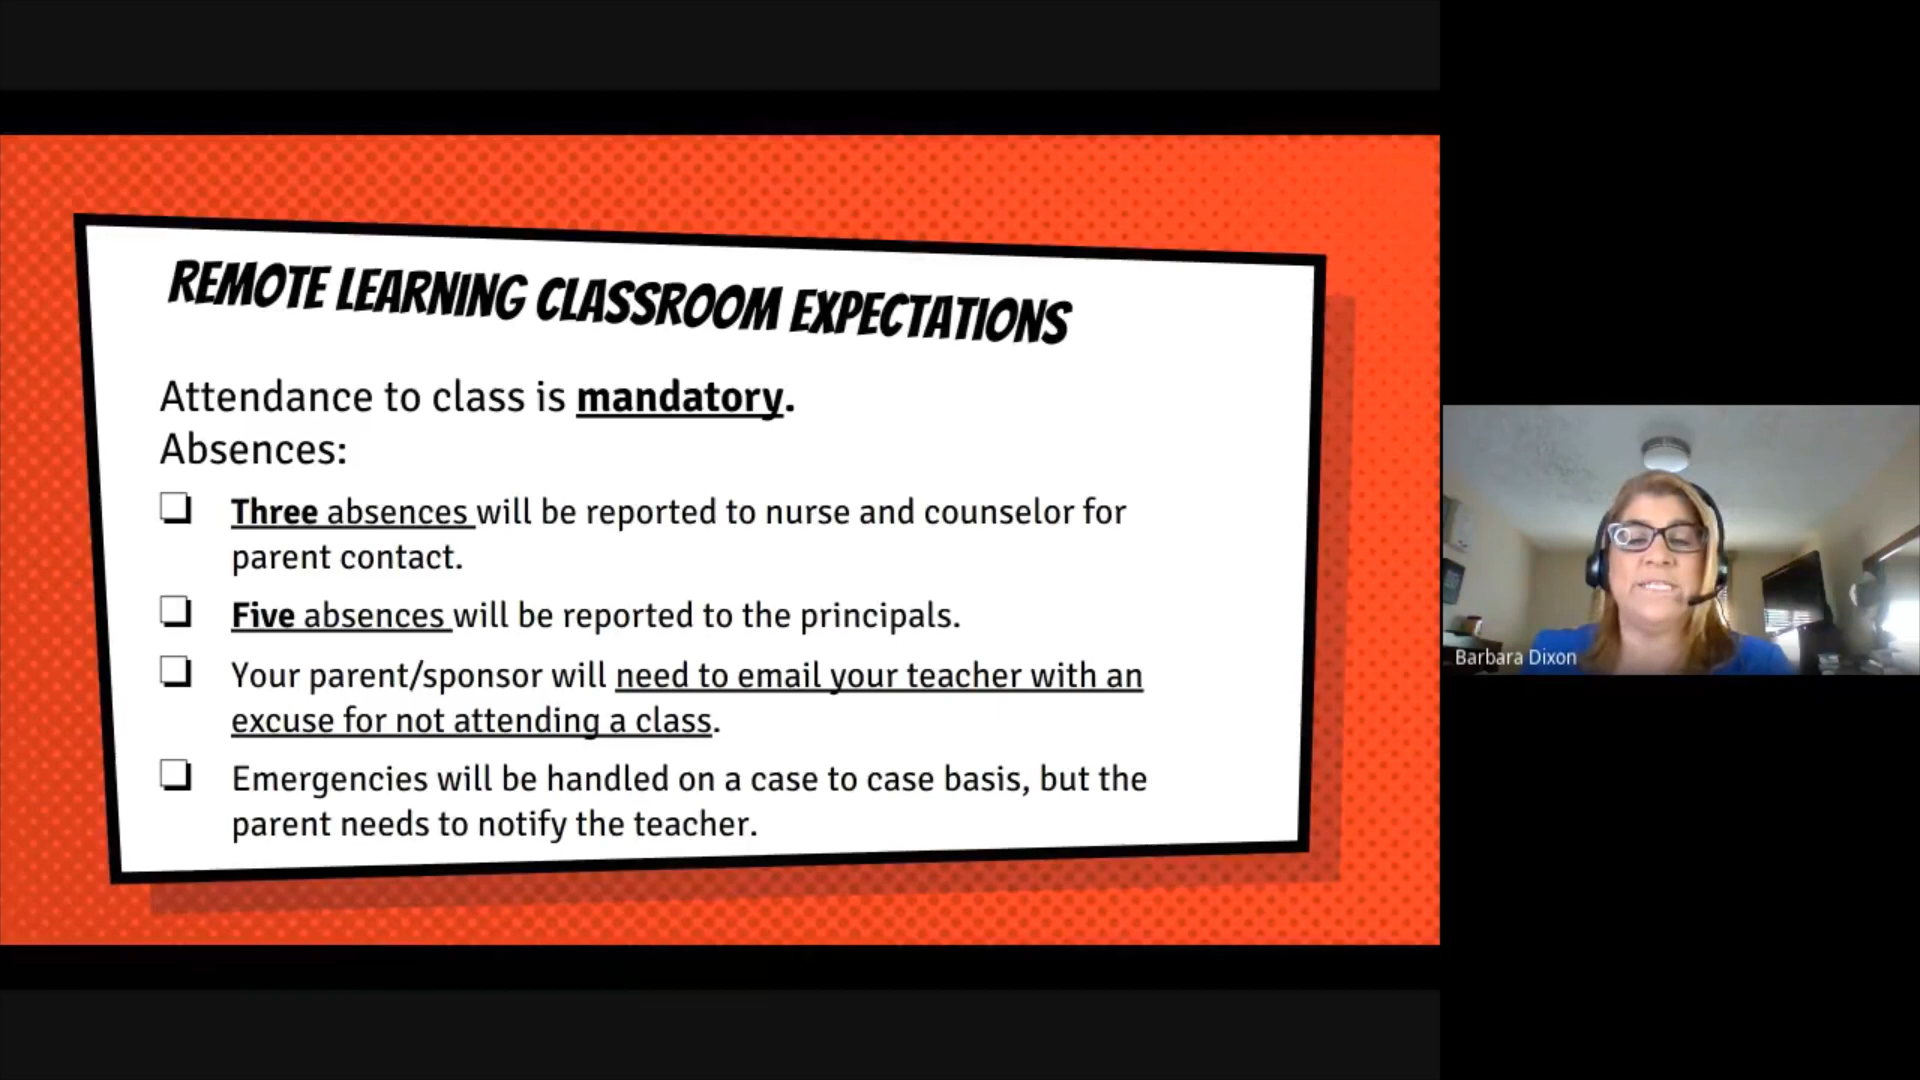 REMOTE LEARNING CLASSROOM EXPECTATIONS
Attendance to class is mandatory.
Absences:
❏ Three absences will be reported to nurse and counselor for
parent contact.
❏ Five absences will be reported to the principals.
❏ Your parent/sponsor will need to email your teacher with an
excuse for not attending a class.
❏ Emergencies will be handled on a case to case basis, but the
parent needs to notify the teacher.
Barbara Dixon